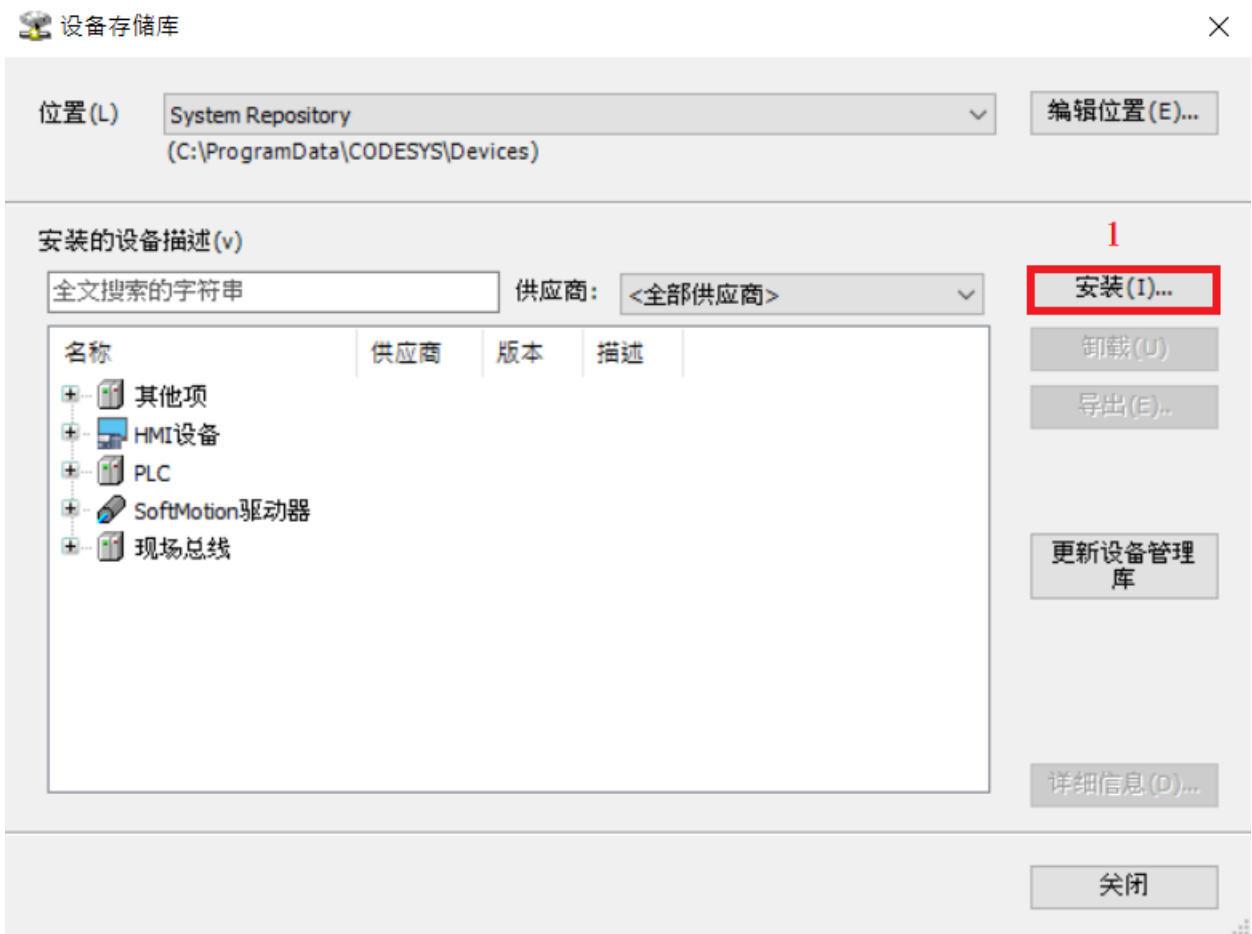 设备存储库
位置(L) System Repository 编辑位置(E)...
(C:\ProgramData\CODESYS\Devices)
安装的设备描述(v) 1
全文搜索的字符串 供应商: <全部供应商> 安装(I)...
名称 供应商 版本 描述 卸载(U)
其他项 导出(E)..
HMI设备
PLC
SoftMotion驱动器
现场总线 更新设备管理
库
详细信息(D)...
关闭